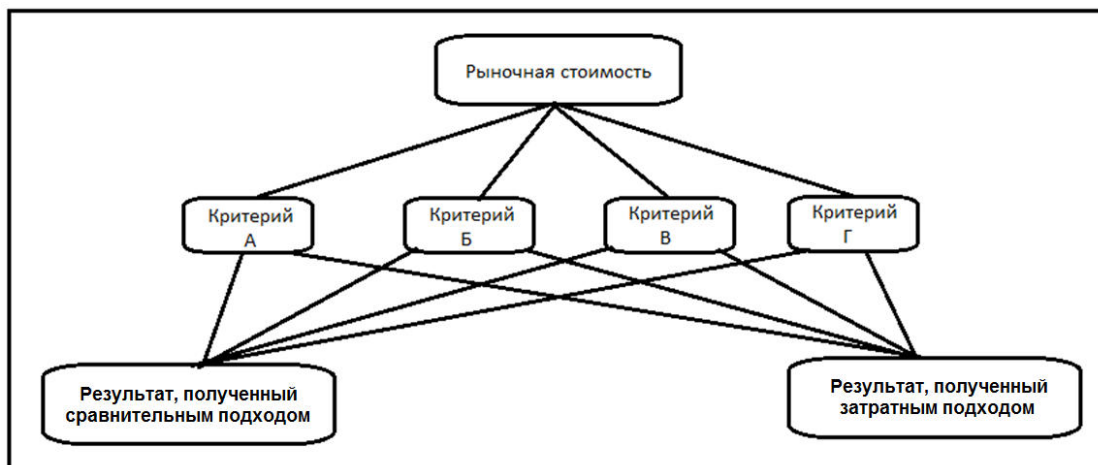 Рыночная стоимость
Критерий
А
Критерий
Б
Критерий
В
Критерий
Г
Результат, полученный
сравнительным подходом
Результат, полученный
затратным подходом